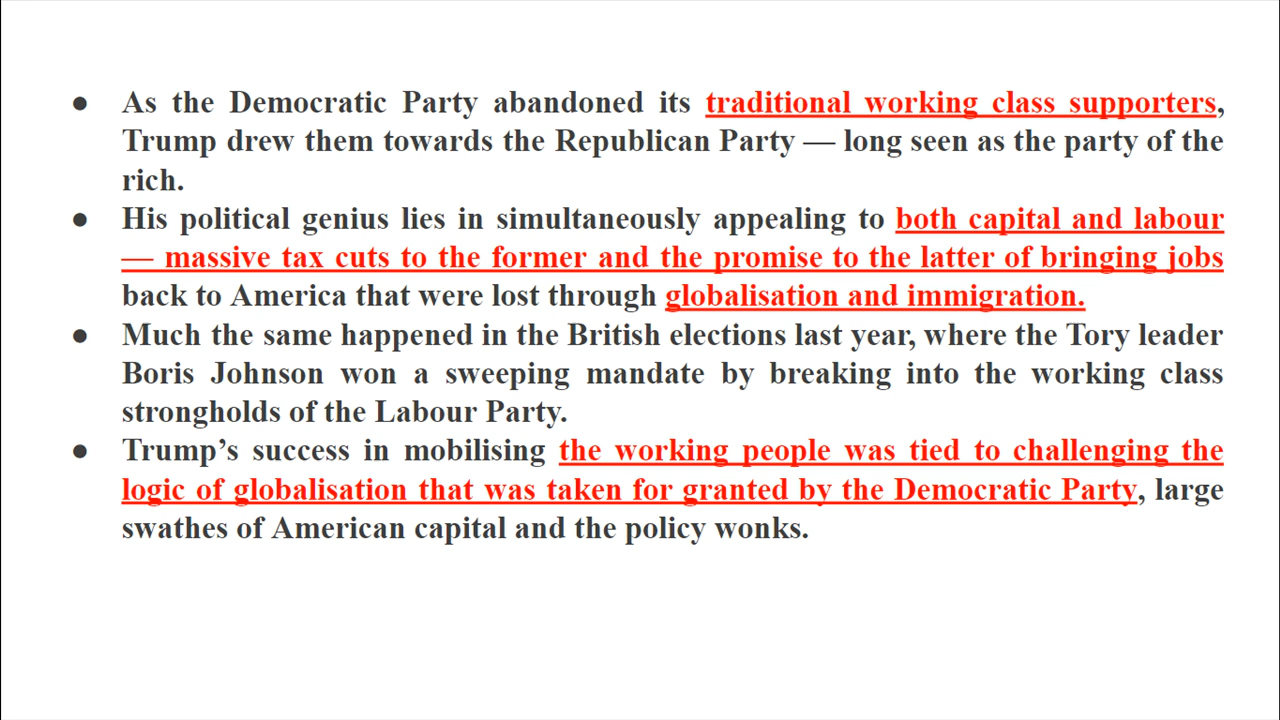 ● As the Democratic Party abandoned its traditional working class supporters,
Trump drew them towards the Republican Party — long seen as the party of the
rich.
● His political genius lies in simultaneously appealing to both capital and labour
— massive tax cuts to the former and the promise to the latter of bringing jobs
back to America that were lost through globalisation and immigration.
● Much the same happened in the British elections last year, where the Tory leader
Boris Johnson won a sweeping mandate by breaking into the working class
strongholds of the Labour Party.
● Trump’s success in mobilising the working people was tied to challenging the
logic of globalisation that was taken for granted by the Democratic Party, large
swathes of American capital and the policy wonks.